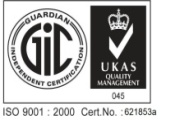 GUARDIAN
GIC
INDEPENDENT CERTIFICATION
UKAS
QUALITY
MANAGEMENT
045
ISO 9001 : 2000 Cert.No. :621853a